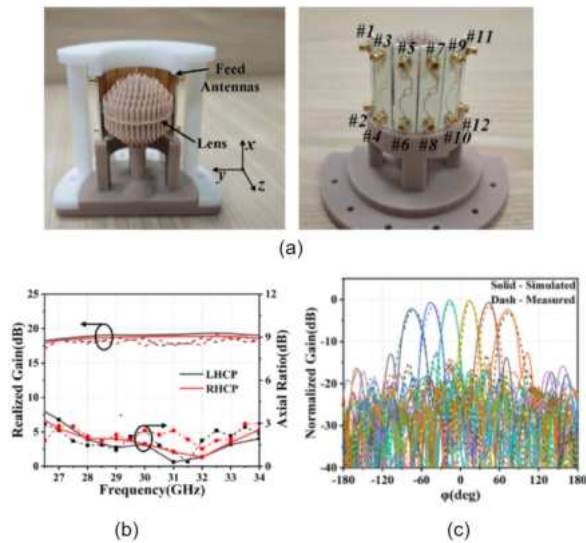 Feed
Antennas
Lens
x
y
z
#1
#3
#5 #7
#9
#11
#2
#4
#6 #8
#10
#12
(a)
Realized Gain(dB)
25
20
15
10
5
0
12
9
6
3
0
Axial Ratio(dB)
LHCP
RHCP
27 28 29 30 31 32 33 34
Frequency(GHz)
(b)
Solid - Simulated
Dash - Measured
Normalized Gain(dB)
0
-10
-20
-30
-40
-180 -120 -60 0 60 120 180
φ(deg)
(c)